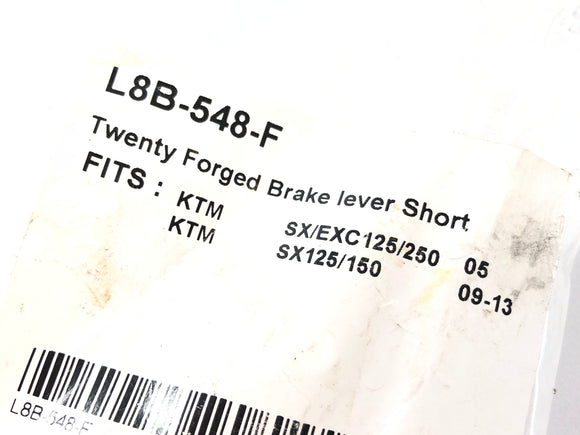 L8B-548-F
Twenty Forged Brake lever Short
FITS : KTM SX/EXC125/250 05
KTM SX125/150 09-13
L8B-548-F